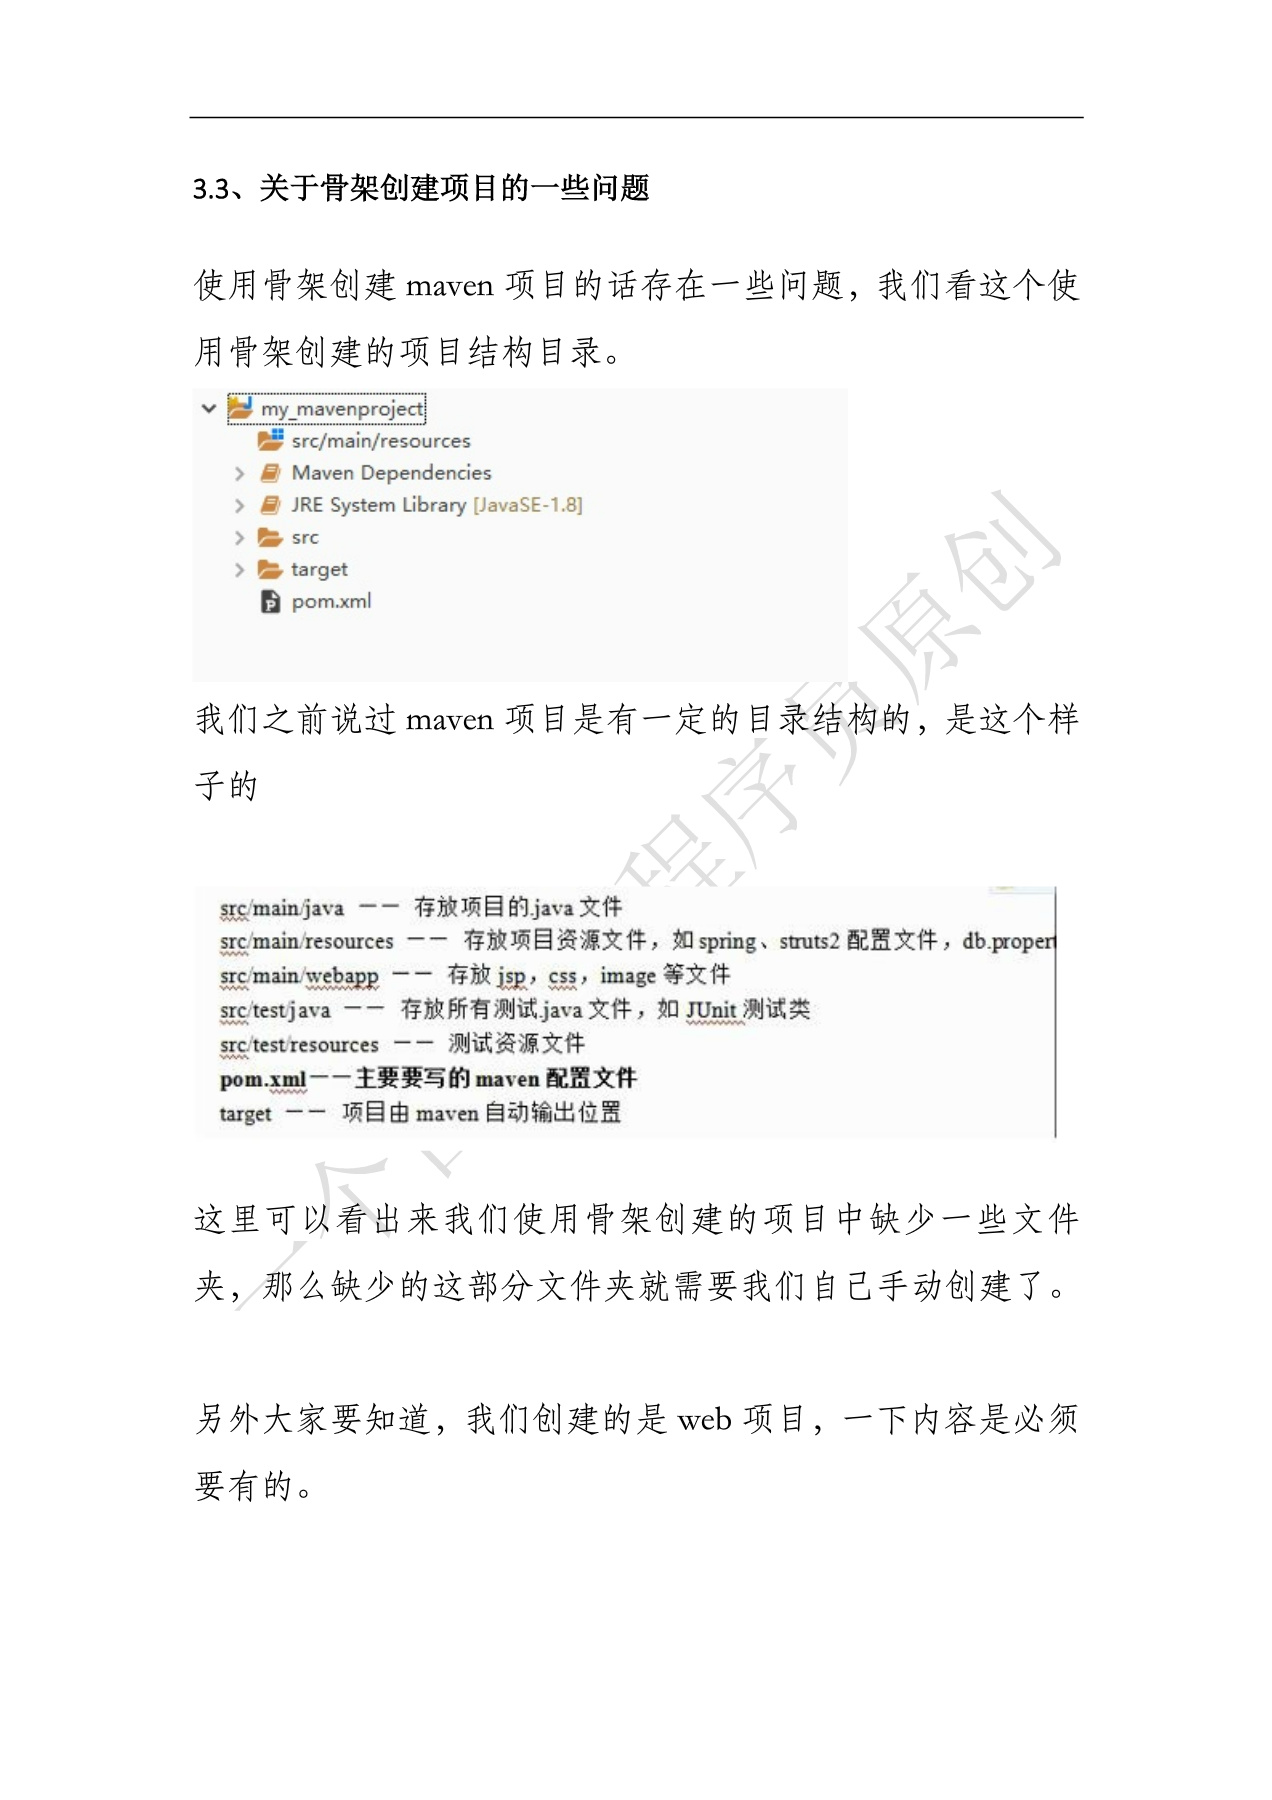 3.3、关于骨架创建项目的一些问题
使用骨架创建 maven 项目的话存在一些问题，我们看这个使
用骨架创建的项目结构目录。
my_mavenproject
src/main/resources
Maven Dependencies
JRE System Library [JavaSE-1.8]
src
target
pom.xml
我们之前说过 maven 项目是有一定的目录结构的，是这个样
子的
src/main/java —— 存放项目的.java 文件
src/main/resources —— 存放项目资源文件，如 spring、struts2 配置文件，db.propert
src/main/webapp —— 存放 jsp，css，image 等文件
src/test/java —— 存放所有测试.java 文件，如 JUnit 测试类
src/test/resources —— 测试资源文件
pom.xml——主要要写的 maven 配置文件
target —— 项目由 maven 自动输出位置
这里可以看出来我们使用骨架创建的项目中缺少一些文件
夹，那么缺少的这部分文件夹就需要我们自己手动创建了。
另外大家要知道，我们创建的是 web 项目，一下内容是必须
要有的。
一个 程序员原创